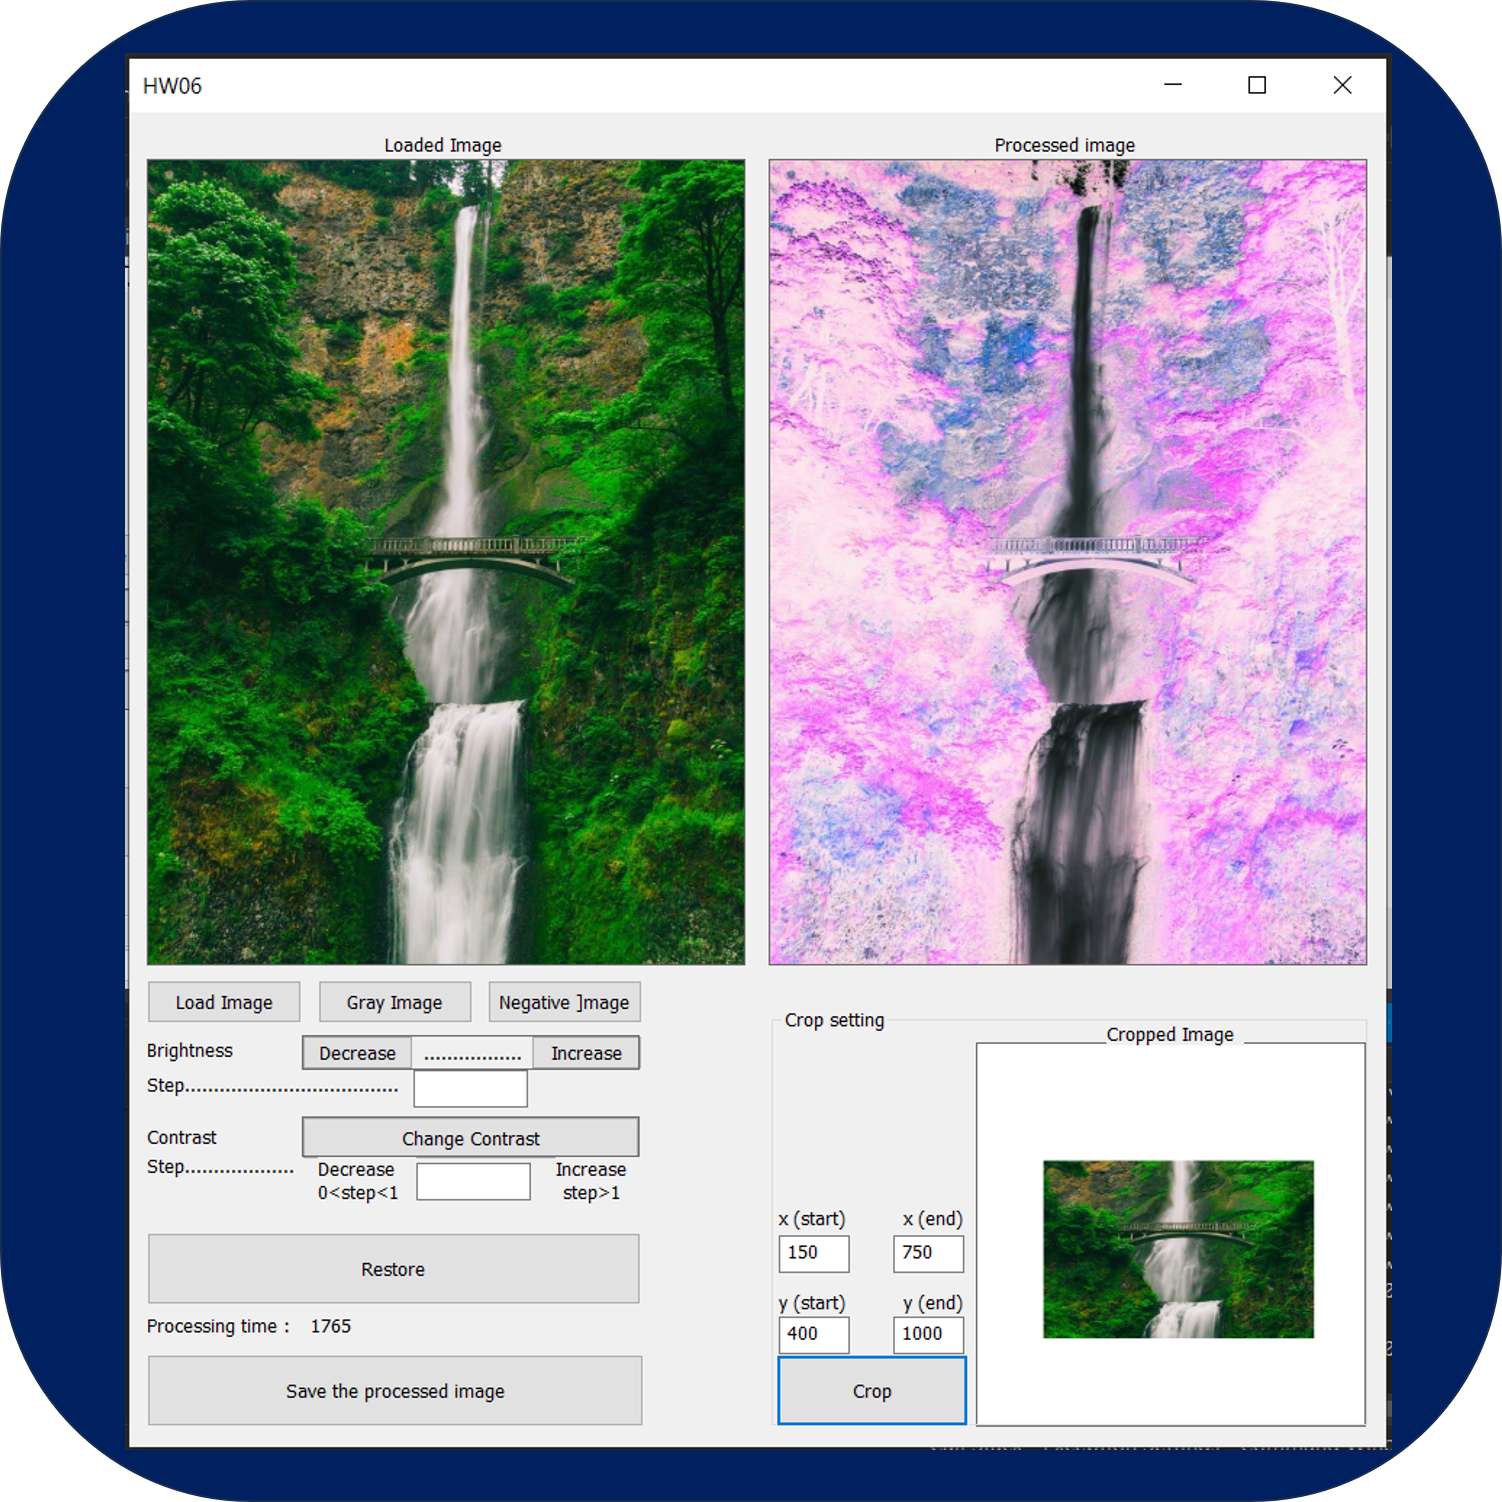 HW06
Loaded Image
Processed image
Load Image
Gray Image
Negative ]mage
Brightness
Decrease
.................
Increase
Step.....................................
Contrast
Change Contrast
Step...................
Decrease
0<step<1
Increase
step>1
Restore
Processing time :   1765
Save the processed image
Crop setting
Cropped Image
x (start)
x (end)
150
750
y (start)
y (end)
400
1000
Crop